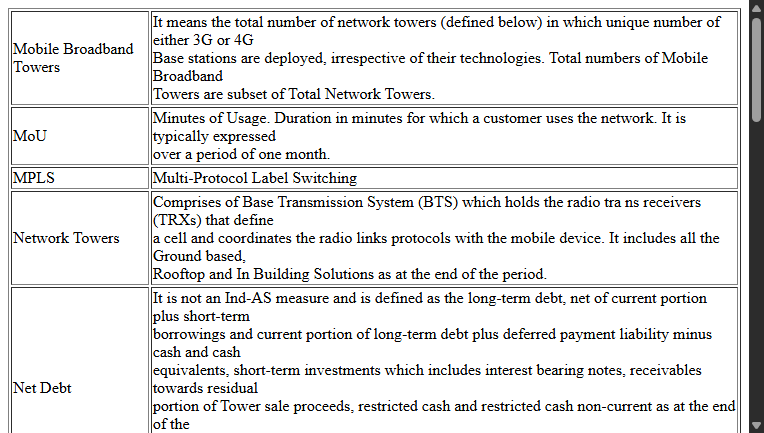 Mobile Broadband
Towers
It means the total number of network towers (defined below) in which unique number of
either 3G or 4G
Base stations are deployed, irrespective of their technologies. Total numbers of Mobile
Broadband
Towers are subset of Total Network Towers.
MoU
Minutes of Usage. Duration in minutes for which a customer uses the network. It is
typically expressed
over a period of one month.
MPLS
Multi-Protocol Label Switching
Network Towers
Comprises of Base Transmission System (BTS) which holds the radio tra ns receivers
(TRXs) that define
a cell and coordinates the radio links protocols with the mobile device. It includes all the
Ground based,
Rooftop and In Building Solutions as at the end of the period.
Net Debt
It is not an Ind-AS measure and is defined as the long-term debt, net of current portion
plus short-term
borrowings and current portion of long-term debt plus deferred payment liability minus
cash and cash
equivalents, short-term investments which includes interest bearing notes, receivables
towards residual
portion of Tower sale proceeds, restricted cash and restricted cash non-current as at the end
of the